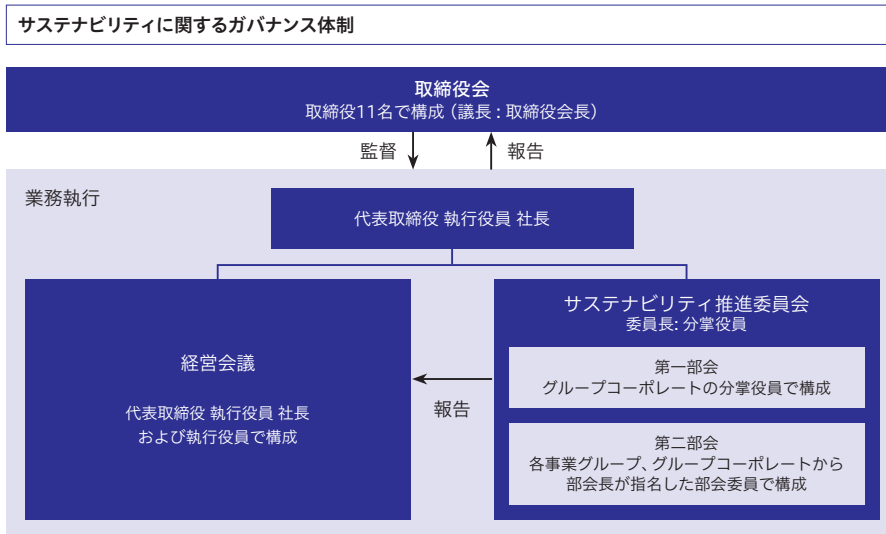 サステナビリティに関するガバナンス体制
取締役会
取締役11名で構成（議長：取締役会長）
監督
報告
業務執行
代表取締役 執行役員 社長
経営会議
代表取締役 執行役員 社長
および執行役員で構成
報告
サステナビリティ推進委員会
委員長：分掌役員
第一部会
グループコーポレートの分掌役員で構成
第二部会
各事業グループ、グループコーポレートから
部会長が指名した部会委員で構成